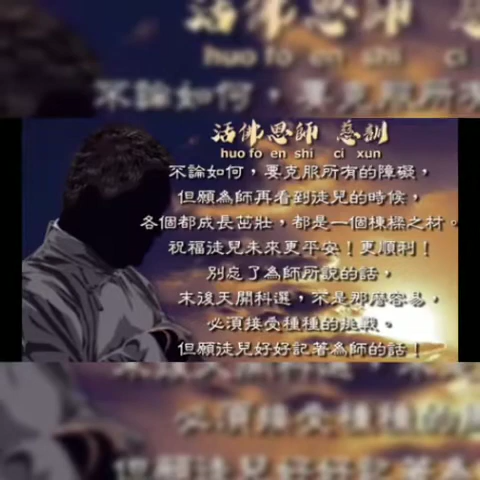 活佛恩師 慈訓
huo fo en shi ci xun
不論如何，要克服所有的障礙，
但願為師再看到徒兒的時候，
各個都成長茁壯，都是一個棟樑之材。
祝福徒兒未來更平安！更順利！
別忘了為師所說的話，
末後天開科選，不是那麼容易，
必須接受種種的挑戰。
但願徒兒好好記著為師的話！